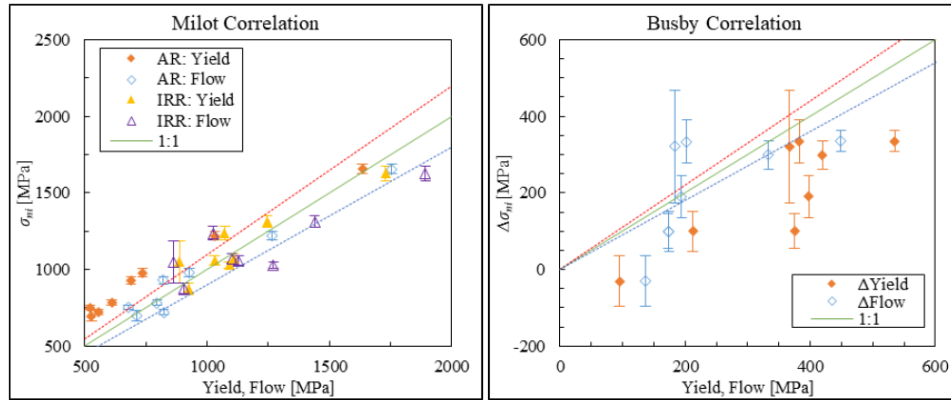 Milot Correlation
2500
2000
1500
1000
500
σni [MPa]
AR: Yield
AR: Flow
IRR: Yield
IRR: Flow
1:1
500
1000
1500
2000
Yield, Flow [MPa]
Busby Correlation
600
400
200
0
-200
Δσni [MPa]
ΔYield
ΔFlow
1:1
0
200
400
600
Yield, Flow [MPa]